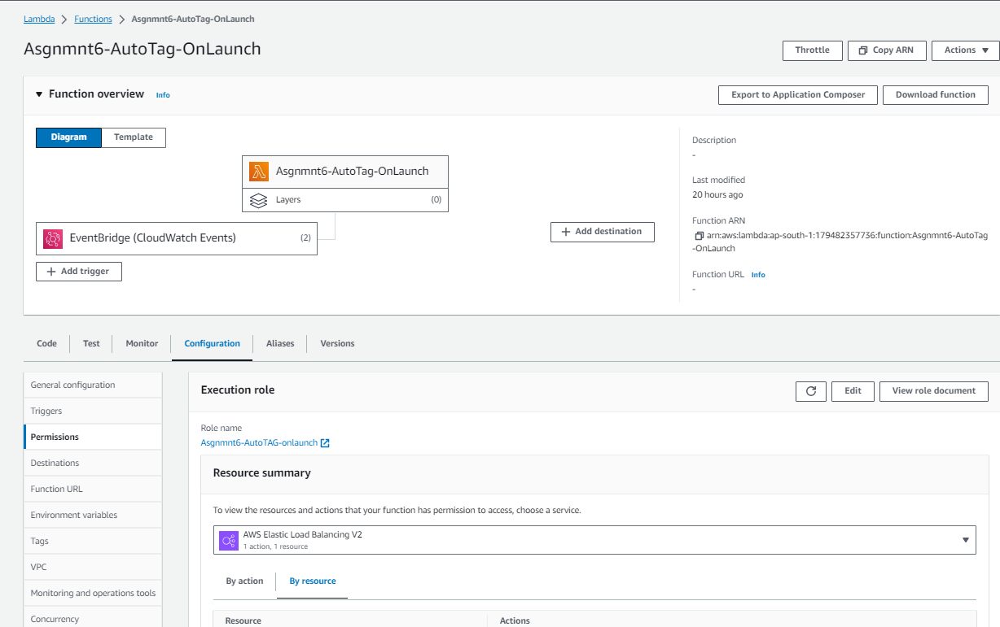 Lambda > Functions > Asgnmnt6-AutoTag-OnLaunch
Asgnmnt6-AutoTag-OnLaunch
Throttle
Copy ARN
Actions
Function overview Info
Export to Application Composer
Download function
Diagram
Template
Asgnmnt6-AutoTag-OnLaunch
Layers (0)
EventBridge (CloudWatch Events) (2)
+ Add trigger
+ Add destination
Description
-
Last modified
20 hours ago
Function ARN
arn:aws:lambda:ap-south-1:179482357736:function:Asgnmnt6-AutoTag
-OnLaunch
Function URL Info
-
Code
Test
Monitor
Configuration
Aliases
Versions
General configuration
Triggers
Permissions
Destinations
Function URL
Environment variables
Tags
VPC
Monitoring and operations tools
Concurrency
Execution role
Edit
View role document
Role name
Asgnmnt6-AutoTAG-onlaunch
Resource summary
To view the resources and actions that your function has permission to access, choose a service.
AWS Elastic Load Balancing V2
1 action, 1 resource
By action
By resource
Resource
Actions